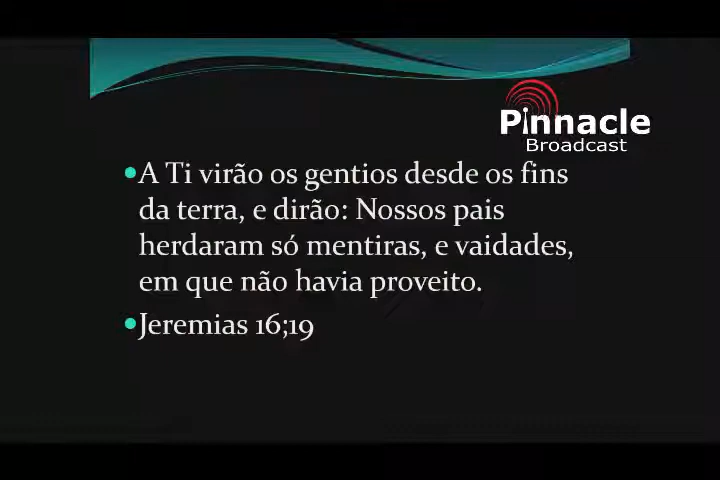 Pinnacle
Broadcast
•A Ti virão os gentios desde os fins
da terra, e dirão: Nossos pais
herdaram só mentiras, e vaidades,
em que não havia proveito.
•Jeremias 16;19